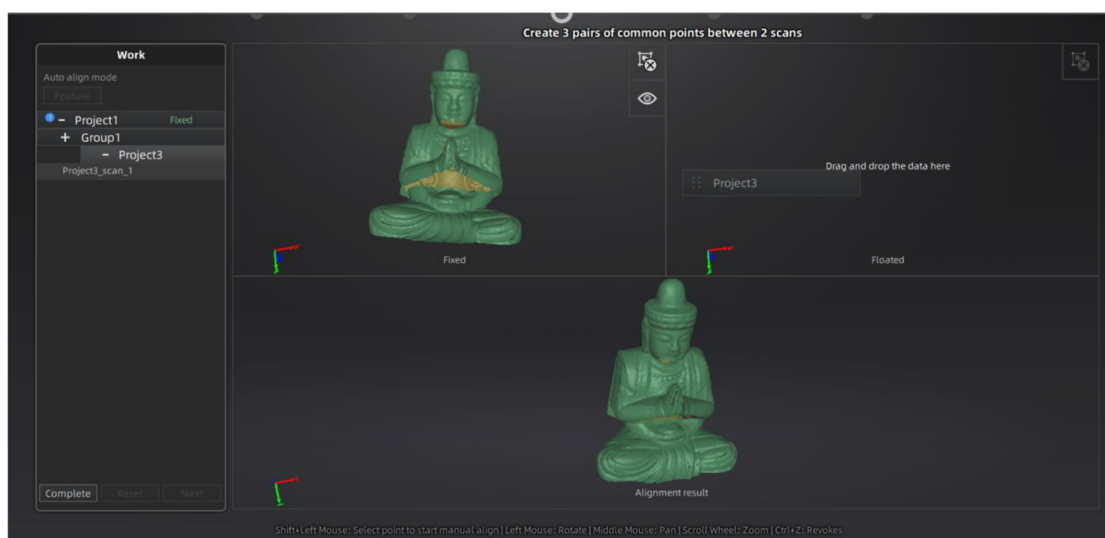 Create 3 pairs of common points between 2 scans
Work
Auto align mode
Feature
Project1 Fixed
Group1
Project3
Project3_scan_1
Complete Reset Next
Fixed
Drag and drop the data here
Project3
Floated
Alignment result
Shift+Left Mouse: Select point to start manual align | Left Mouse: Rotate | Middle Mouse: Pan | Scroll Wheel: Zoom | Ctrl+Z: Revokes